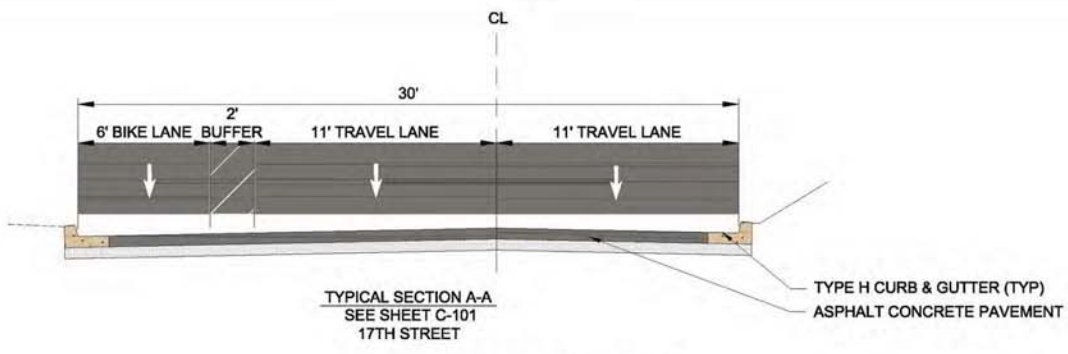 CL
30'
2'
6' BIKE LANE BUFFER 11' TRAVEL LANE 11' TRAVEL LANE
TYPE H CURB & GUTTER (TYP)
ASPHALT CONCRETE PAVEMENT
TYPICAL SECTION A-A
SEE SHEET C-101
17TH STREET